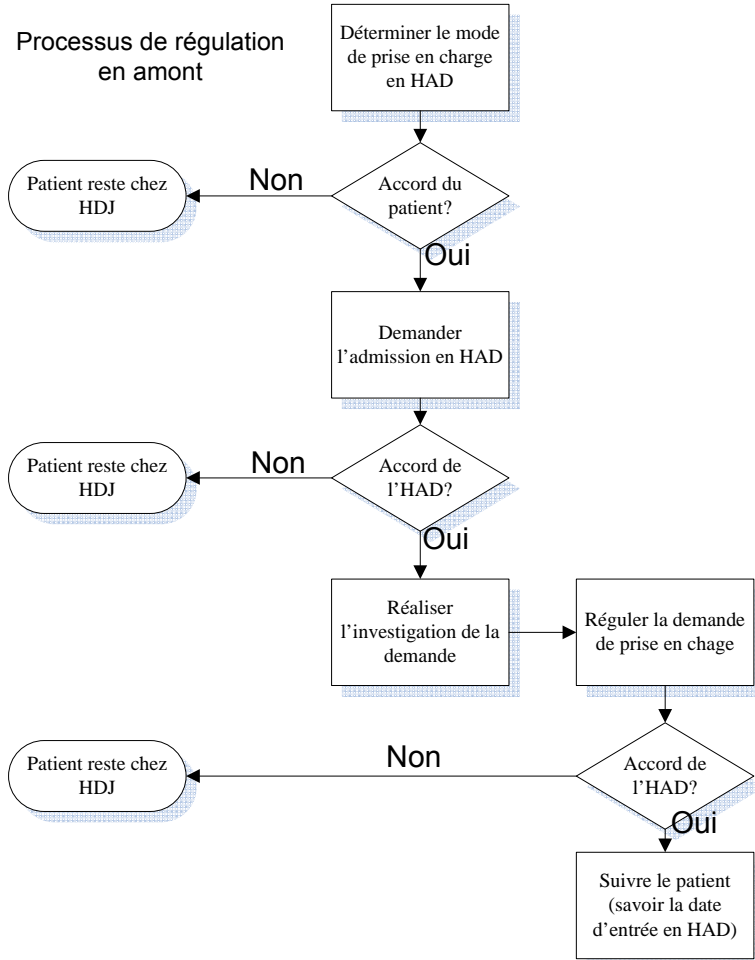 Processus de régulation
en amont
Déterminer le mode
de prise en charge
en HAD
Patient reste chez
HDJ
Non
Accord du
patient?
Oui
Demander
l’admission en HAD
Patient reste chez
HDJ
Non
Accord de
l’HAD?
Oui
Réaliser
l’investigation de la
demande
Réguler la demande
de prise en chage
Patient reste chez
HDJ
Non
Accord de
l’HAD?
Oui
Suivre le patient
(savoir la date
d’entrée en HAD)